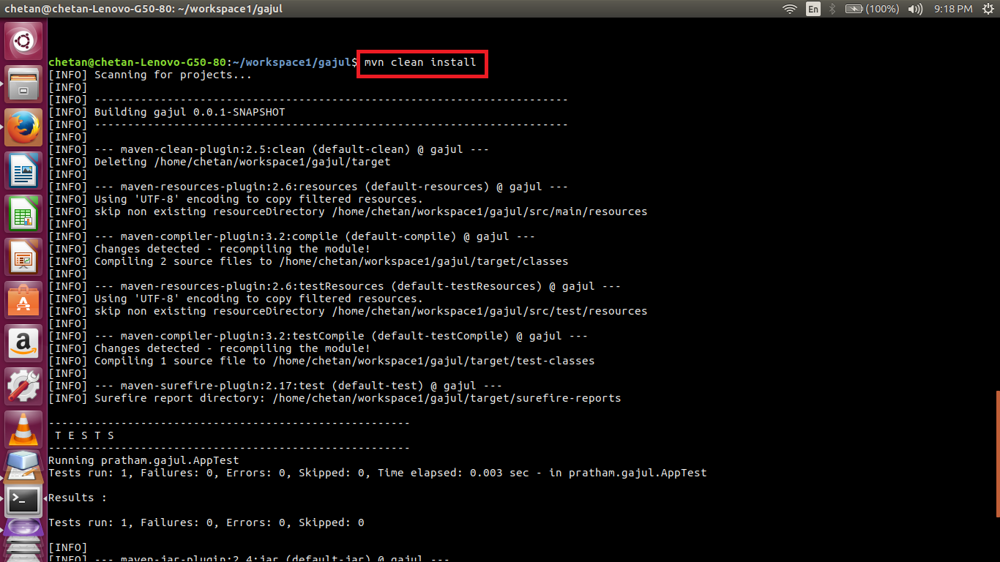 chetan@chetan-Lenovo-G50-80: ~/workspace1/gajul
En
(100%)
9:18 PM
chetan@chetan-Lenovo-G50-80:~/workspace1/gajul$ mvn clean install
[INFO] Scanning for projects...
[INFO]
[INFO] ------------------------------------------------------------------------
[INFO] Building gajul 0.0.1-SNAPSHOT
[INFO] ------------------------------------------------------------------------
[INFO]
[INFO] --- maven-clean-plugin:2.5:clean (default-clean) @ gajul ---
[INFO] Deleting /home/chetan/workspace1/gajul/target
[INFO]
[INFO] --- maven-resources-plugin:2.6:resources (default-resources) @ gajul ---
[INFO] Using 'UTF-8' encoding to copy filtered resources.
[INFO] skip non existing resourceDirectory /home/chetan/workspace1/gajul/src/main/resources
[INFO]
[INFO] --- maven-compiler-plugin:3.2:compile (default-compile) @ gajul ---
[INFO] Changes detected - recompiling the module!
[INFO] Compiling 2 source files to /home/chetan/workspace1/gajul/target/classes
[INFO]
[INFO] --- maven-resources-plugin:2.6:testResources (default-testResources) @ gajul ---
[INFO] Using 'UTF-8' encoding to copy filtered resources.
[INFO] skip non existing resourceDirectory /home/chetan/workspace1/gajul/src/test/resources
[INFO]
[INFO] --- maven-compiler-plugin:3.2:testCompile (default-testCompile) @ gajul ---
[INFO] Changes detected - recompiling the module!
[INFO] Compiling 1 source file to /home/chetan/workspace1/gajul/target/test-classes
[INFO]
[INFO] --- maven-surefire-plugin:2.17:test (default-test) @ gajul ---
[INFO] Surefire report directory: /home/chetan/workspace1/gajul/target/surefire-reports
-------------------------------------------------------
T E S T S
-------------------------------------------------------
Running pratham.gajul.AppTest
Tests run: 1, Failures: 0, Errors: 0, Skipped: 0, Time elapsed: 0.003 sec - in pratham.gajul.AppTest
Results :
Tests run: 1, Failures: 0, Errors: 0, Skipped: 0
[INFO]
[INFO] --- maven-jar-plugin:2.4:jar (default-jar) @ gajul ---